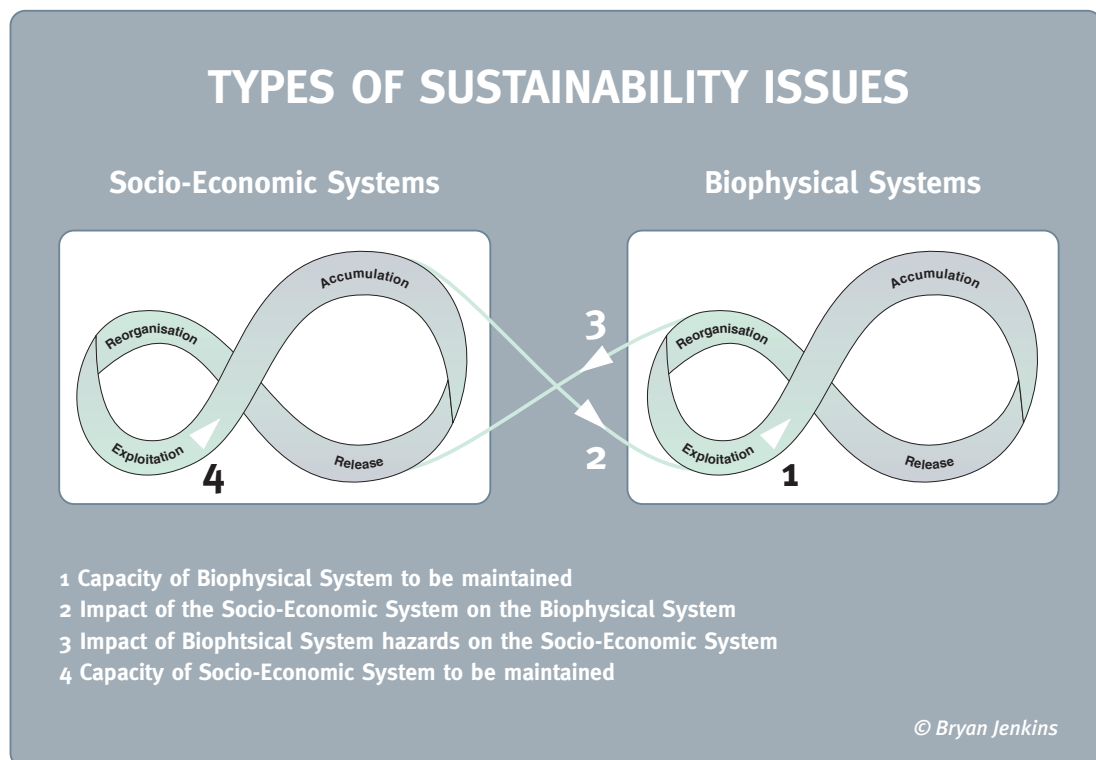 TYPES OF SUSTAINABILITY ISSUES
Socio-Economic Systems
Biophysical Systems
Accumulation
Reorganisation
Exploitation
Release
4
3
2
Accumulation
Reorganisation
Exploitation
Release
1
1 Capacity of Biophysical System to be maintained
2 Impact of the Socio-Economic System on the Biophysical System
3 Impact of Biophtsical System hazards on the Socio-Economic System
4 Capacity of Socio-Economic System to be maintained
© Bryan Jenkins